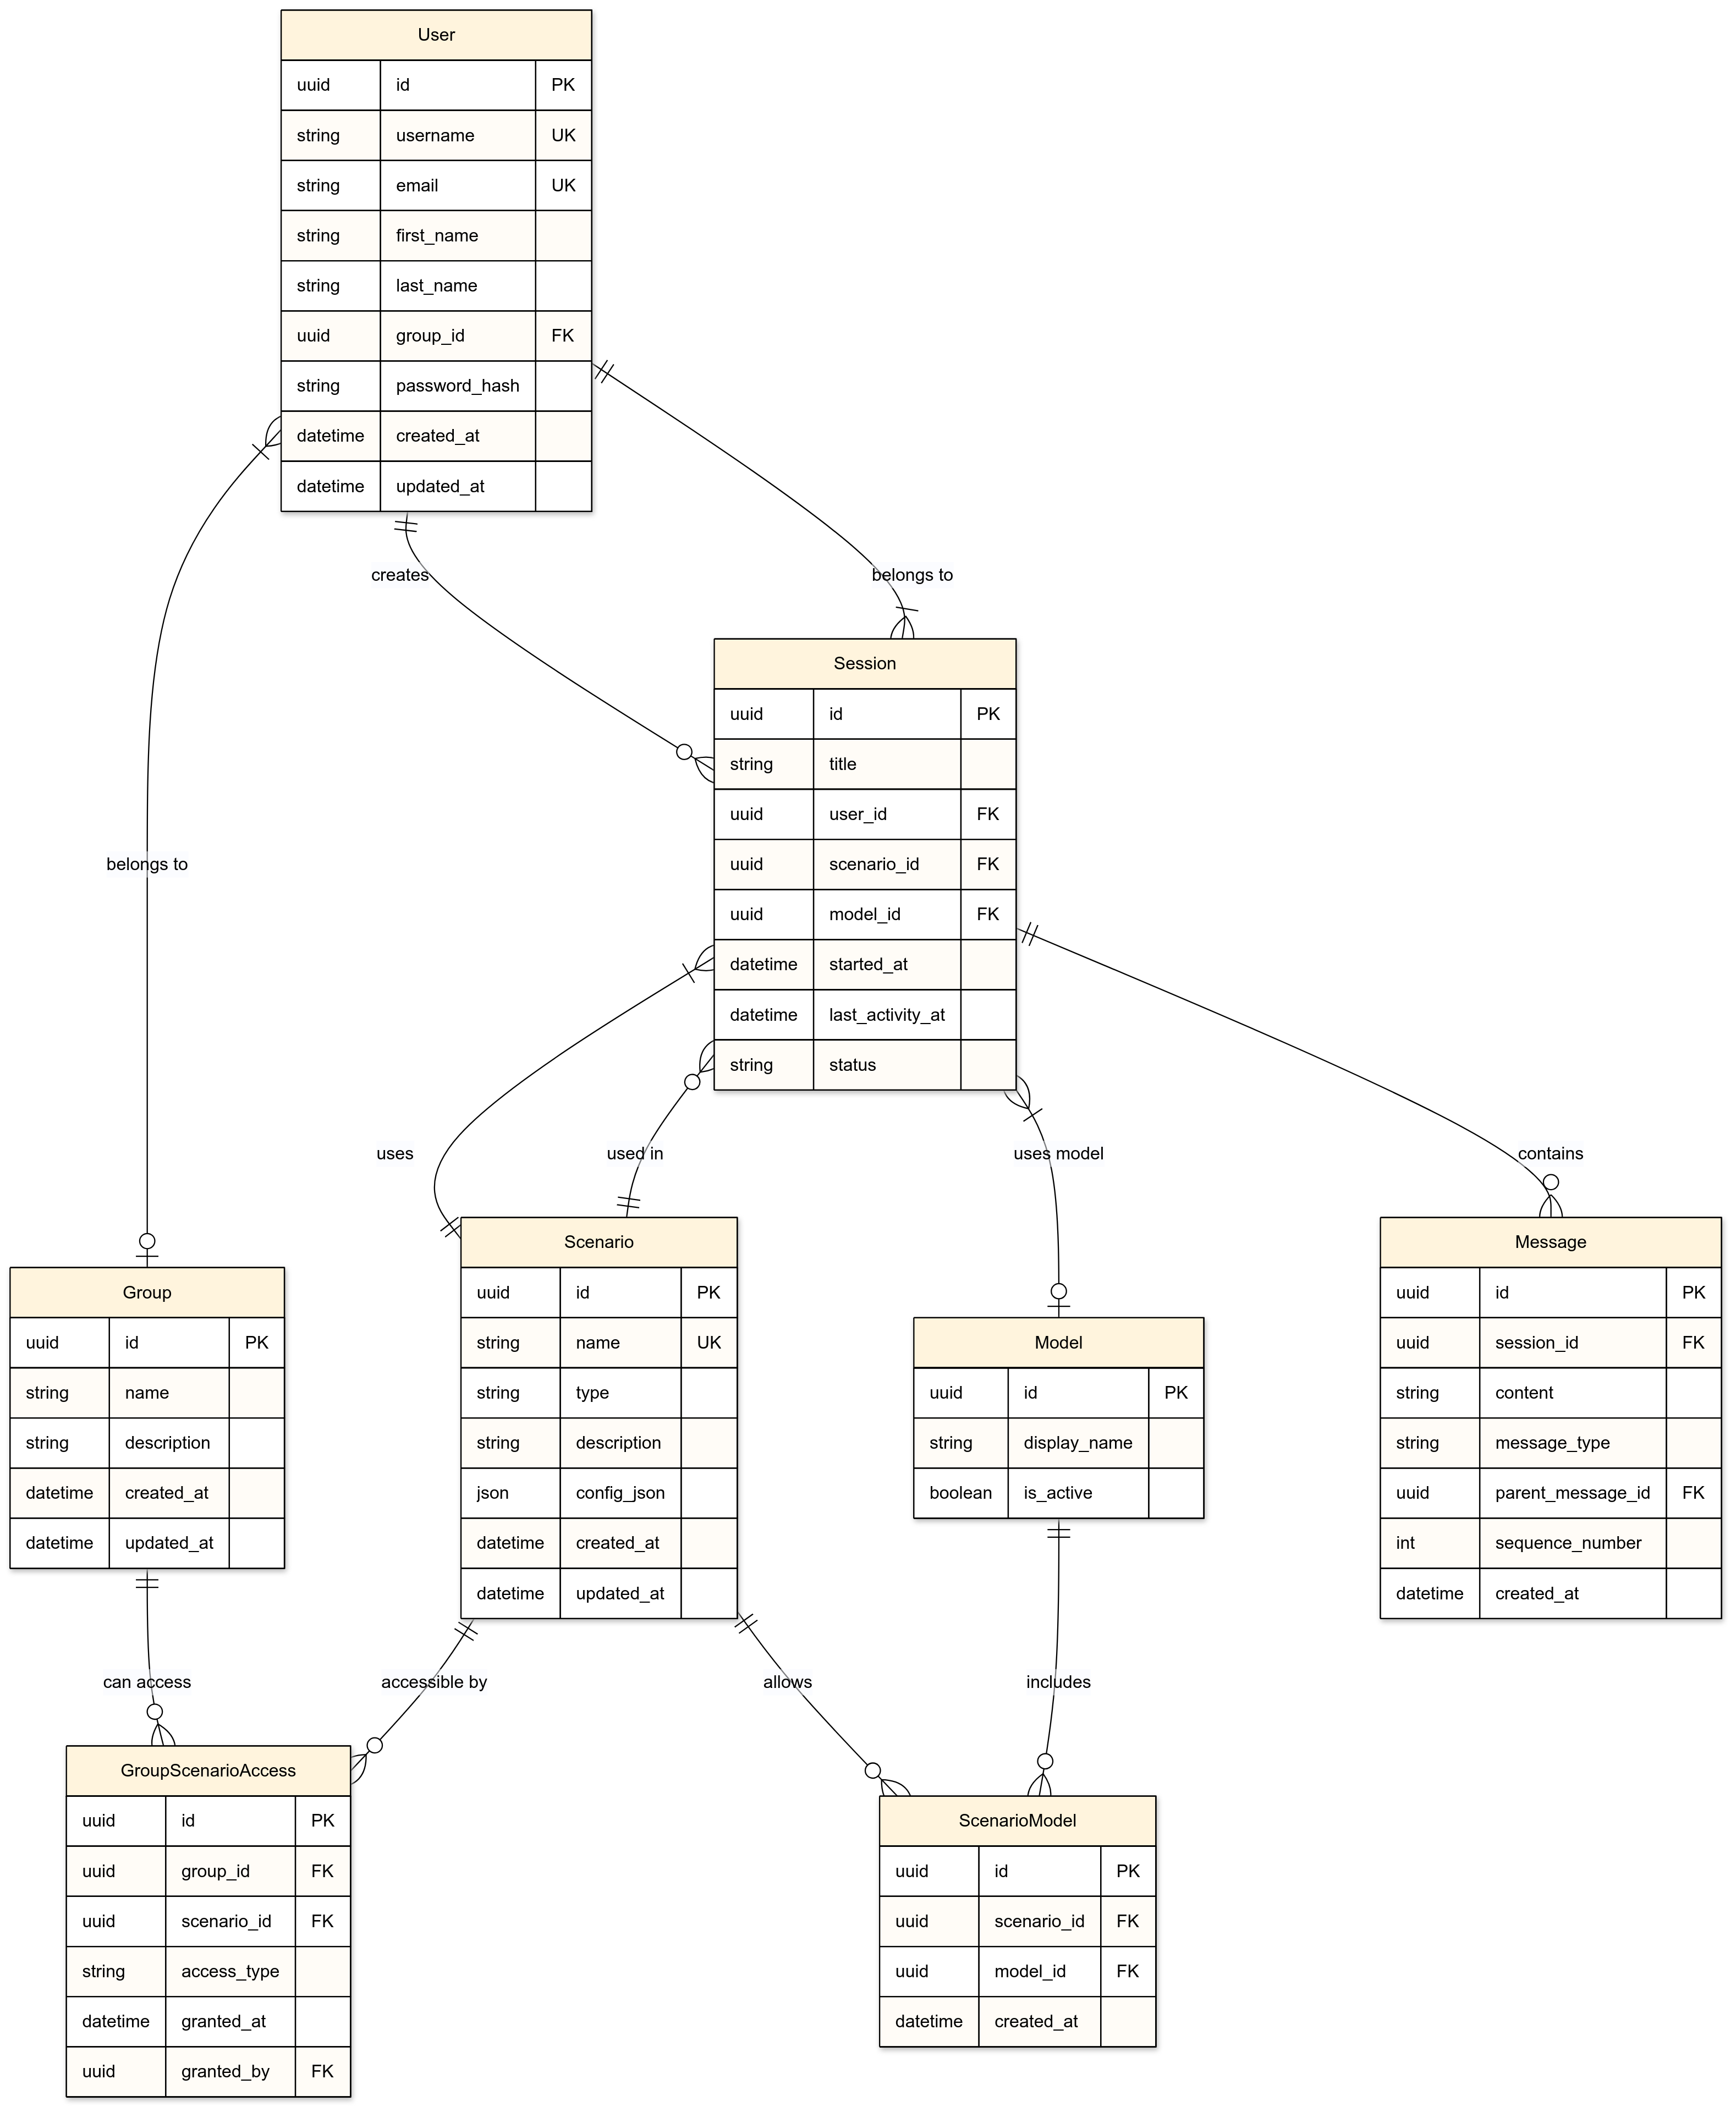 User
uuid id PK
string username UK
string email UK
string first_name
string last_name
uuid group_id FK
string password_hash
datetime created_at
datetime updated_at
creates
belongs to
Session
uuid id PK
string title
uuid user_id FK
uuid scenario_id FK
uuid model_id FK
datetime started_at
datetime last_activity_at
string status
belongs to
uses
used in
uses model
contains
Group
uuid id PK
string name
string description
datetime created_at
datetime updated_at
Scenario
uuid id PK
string name UK
string type
string description
json config_json
datetime created_at
datetime updated_at
Model
uuid id PK
string display_name
boolean is_active
Message
uuid id PK
uuid session_id FK
string content
string message_type
uuid parent_message_id FK
int sequence_number
datetime created_at
can access
accessible by
allows
includes
GroupScenarioAccess
uuid id PK
uuid group_id FK
uuid scenario_id FK
string access_type
datetime granted_at
uuid granted_by FK
ScenarioModel
uuid id PK
uuid scenario_id FK
uuid model_id FK
datetime created_at